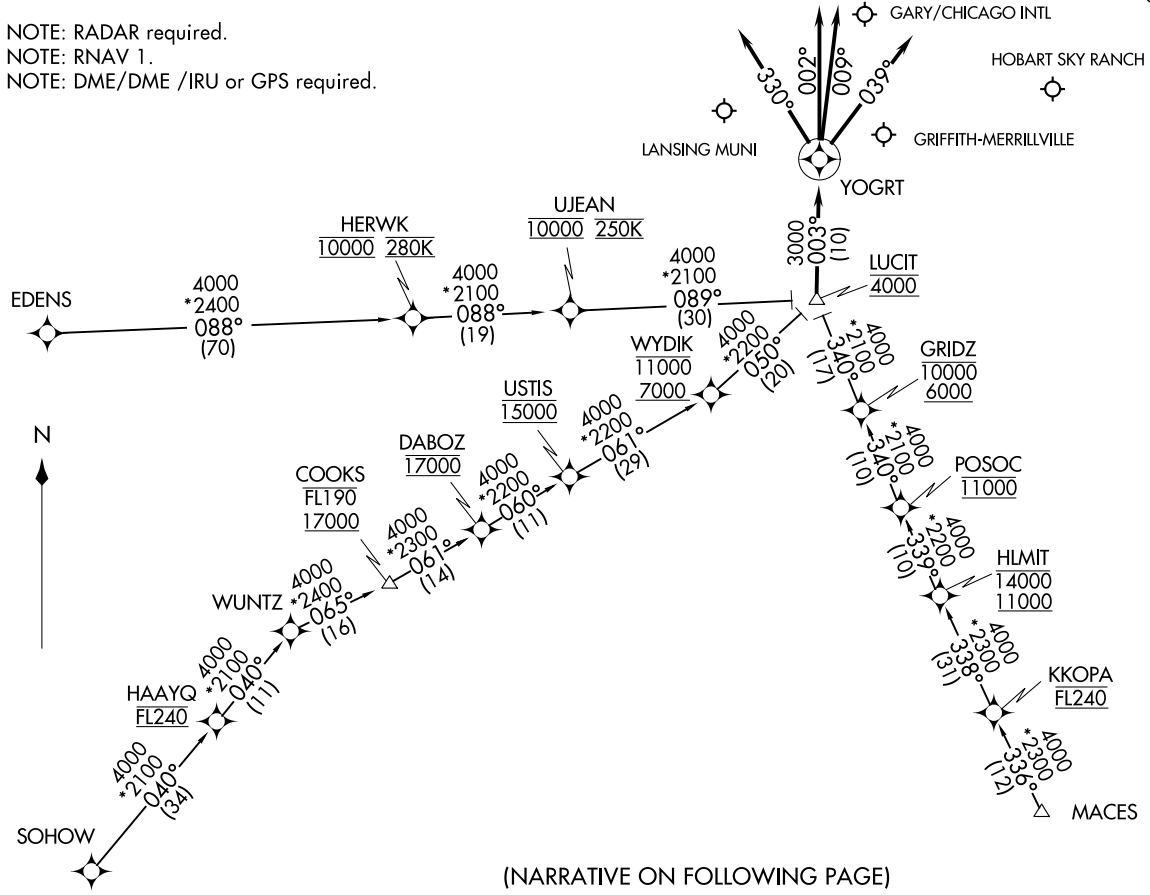 NOTE: RADAR required.
NOTE: RNAV 1.
NOTE: DME/DME /IRU or GPS required.
GARY/CHICAGO INTL
HOBART SKY RANCH
330°
002°
009°
039°
LANSING MUNI
GRIFFITH-MERRILLVILLE
YOGRT
3000
003°
(10)
LUCIT
4000
EDENS
4000
*2400
088°
(70)
HERWK
10000 280K
4000
*2100
088°
(19)
UJEAN
10000 250K
4000
*2100
089°
(30)
WYDIK
11000
7000
4000
*2200
050°
(20)
4000
*2100
340°
(17)
GRIDZ
10000
6000
USTIS
15000
4000
*2200
061°
(29)
4000
*2100
340°
(10)
POSOC
11000
N
DABOZ
17000
4000
*2200
060°
(11)
COOKS
FL190
17000
4000
*2300
061°
(14)
4000
*2200
339°
(10)
HLMIT
14000
11000
WUNTZ
4000
*2400
065°
(16)
4000
*2300
338°
(31)
KKOPA
FL240
HAAYQ
FL240
4000
*2100
040°
(11)
4000
*2300
336°
(12)
MACES
4000
*2100
040°
(34)
SOHOW
(NARRATIVE ON FOLLOWING PAGE)